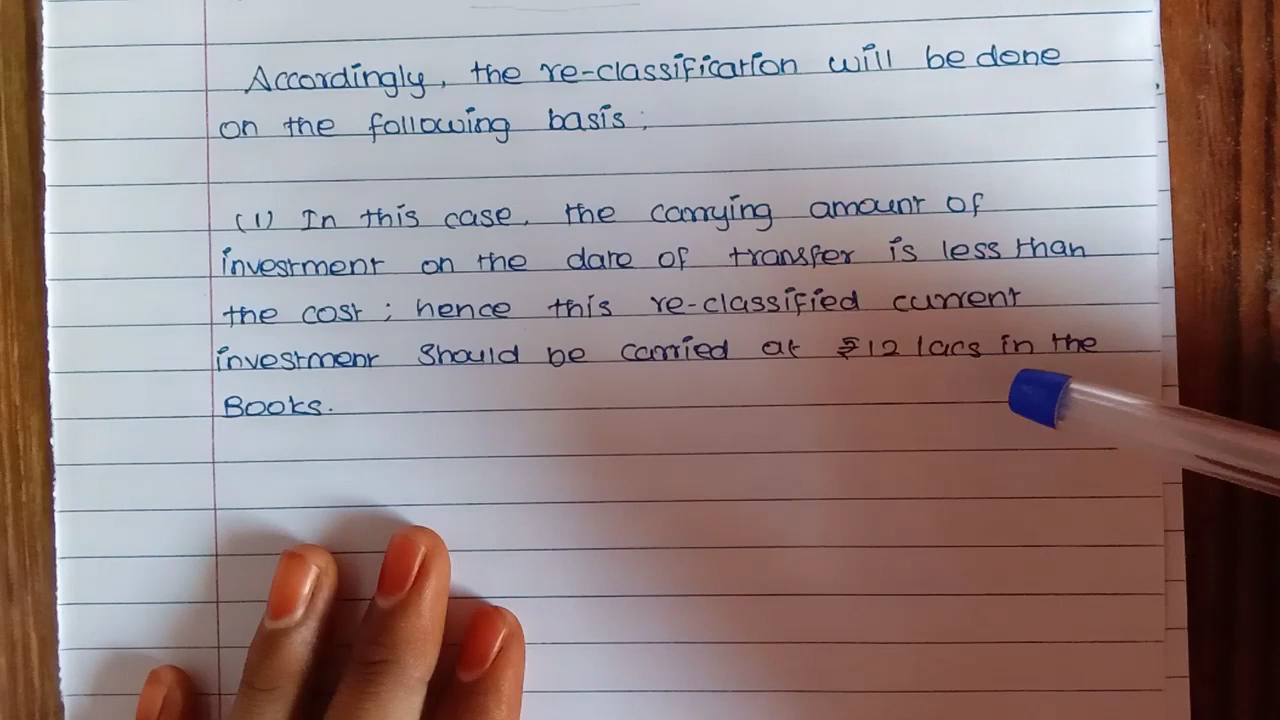 Accordingly, the re-classification will be done
on the following basis:
(1) In this case, the carrying amount of
investment on the date of transfer is less than
the cost; hence this re-classified current
investment should be carried at ₹12 lacs in the
Books.